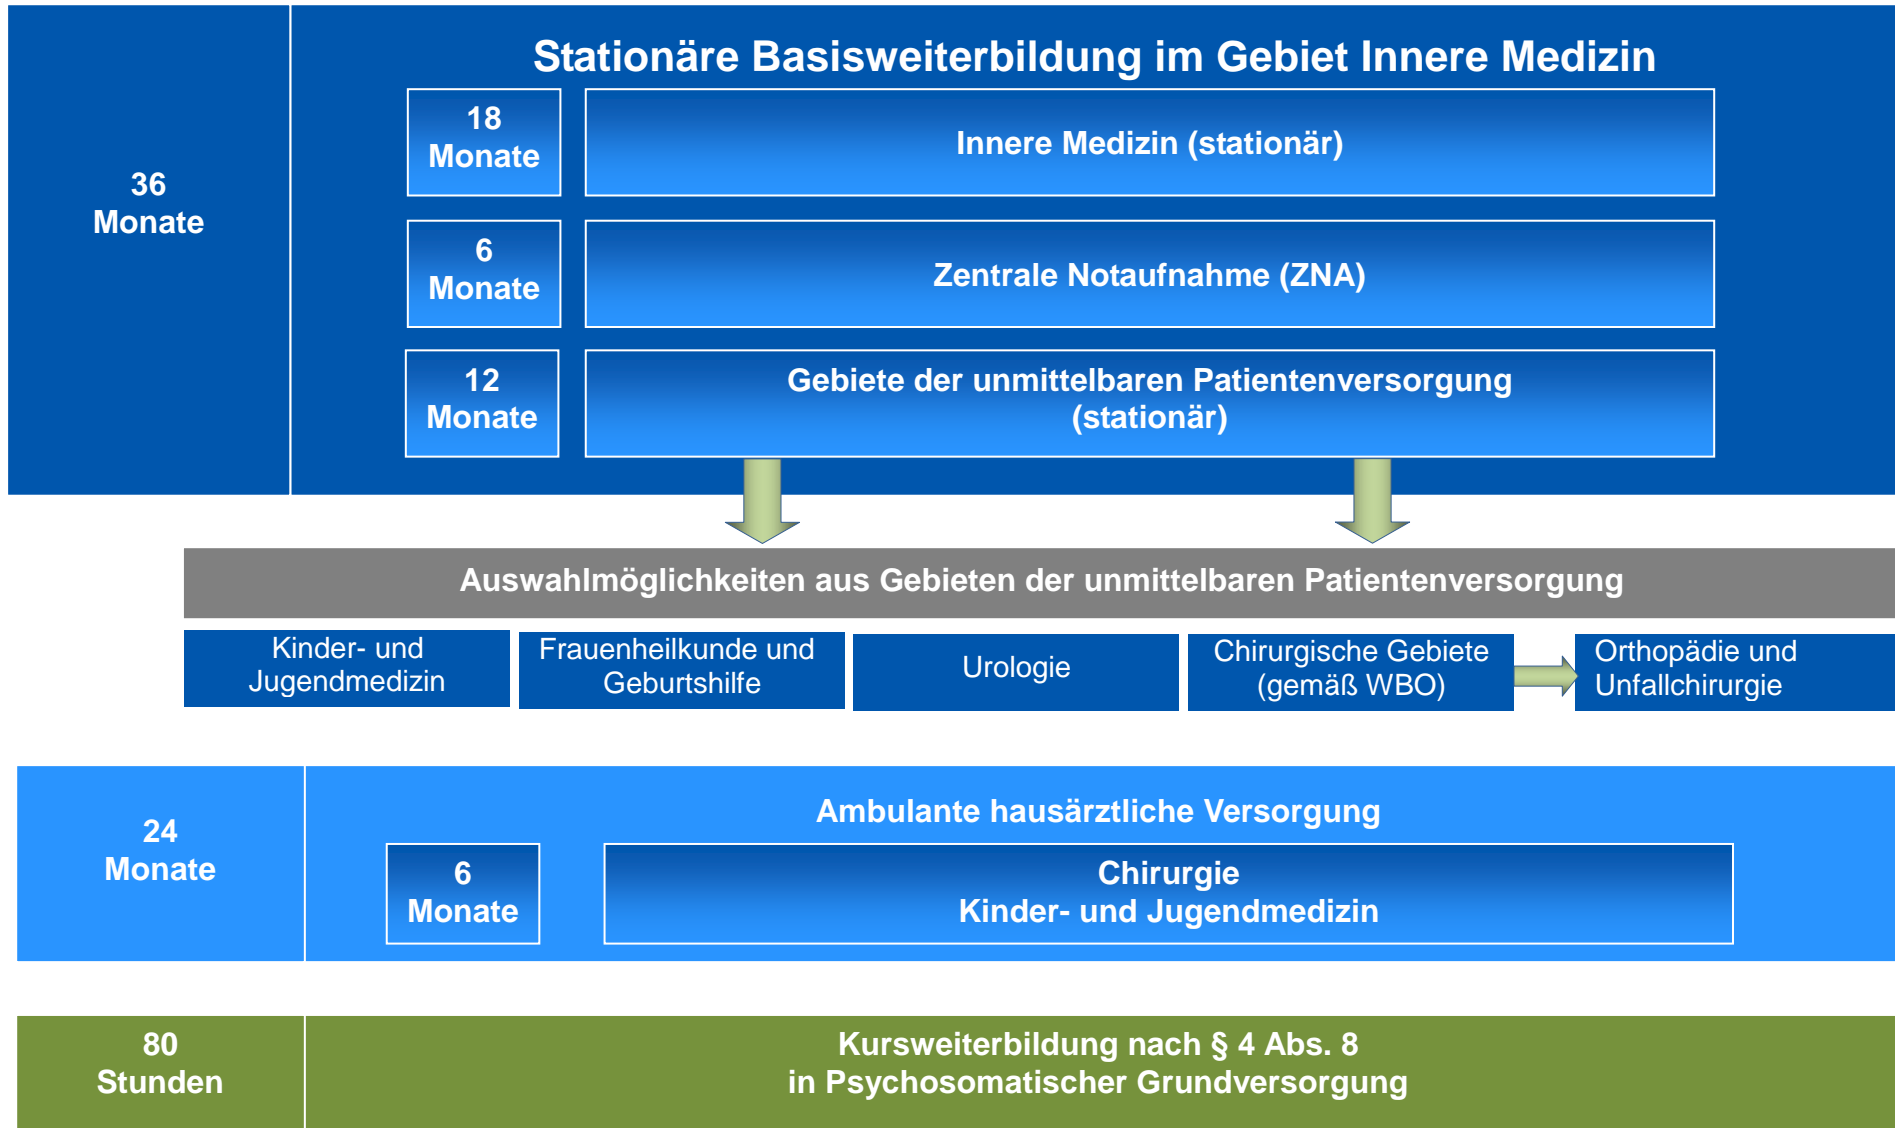 Stationäre Basisweiterbildung im Gebiet Innere Medizin
36
Monate
18
Monate
Innere Medizin (stationär)
6
Monate
Zentrale Notaufnahme (ZNA)
12
Monate
Gebiete der unmittelbaren Patientenversorgung
(stationär)
Auswahlmöglichkeiten aus Gebieten der unmittelbaren Patientenversorgung
Kinder- und
Jugendmedizin
Frauenheilkunde und
Geburtshilfe
Urologie
Chirurgische Gebiete
(gemäß WBO)
Orthopädie und
Unfallchirurgie
24
Monate
Ambulante hausärztliche Versorgung
6
Monate
Chirurgie
Kinder- und Jugendmedizin
80
Stunden
Kursweiterbildung nach § 4 Abs. 8
in Psychosomatischer Grundversorgung